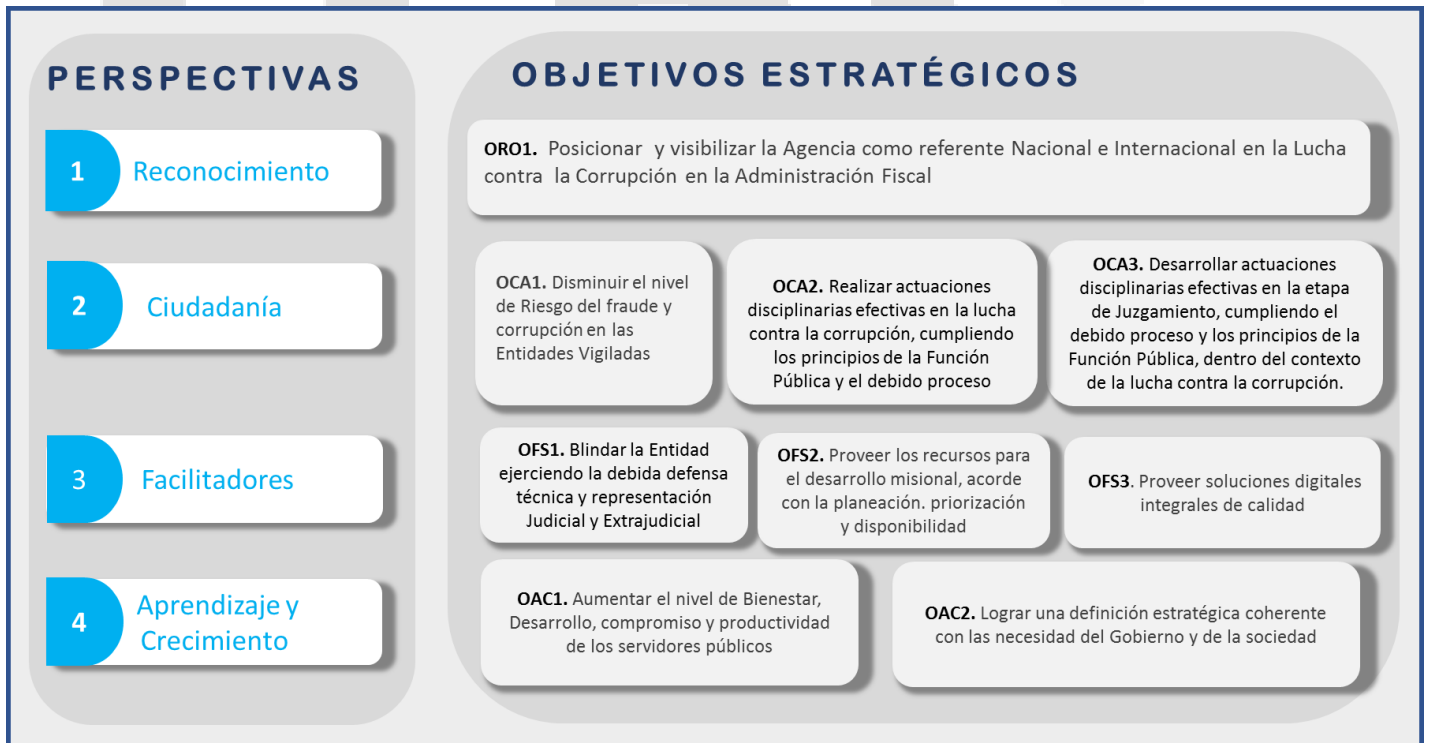 PERSPECTIVAS
1
Reconocimiento
2
Ciudadanía
3
Facilitadores
4
Aprendizaje y
Crecimiento
OBJETIVOS ESTRATÉGICOS
ORO1. Posicionar y visibilizar la Agencia como referente Nacional e Internacional en la Lucha
contra la Corrupción en la Administración Fiscal
OCA1. Disminuir el nivel
de Riesgo del fraude y
corrupción en las
Entidades Vigiladas
OCA2. Realizar actuaciones
disciplinarias efectivas en la lucha
contra la corrupción, cumpliendo
los principios de la Función
Pública y el debido proceso
OCA3. Desarrollar actuaciones
disciplinarias efectivas en la etapa
de Juzgamiento, cumpliendo el
debido proceso y los principios de la
Función Pública, dentro del contexto
de la lucha contra la corrupción.
OFS1. Blindar la Entidad
ejerciendo la debida defensa
técnica y representación
Judicial y Extrajudicial
OFS2. Proveer los recursos para
el desarrollo misional, acorde
con la planeación. priorización
y disponibilidad
OFS3. Proveer soluciones digitales
integrales de calidad
OAC1. Aumentar el nivel de Bienestar,
Desarrollo, compromiso y productividad
de los servidores públicos
OAC2. Lograr una definición estratégica coherente
con las necesidad del Gobierno y de la sociedad